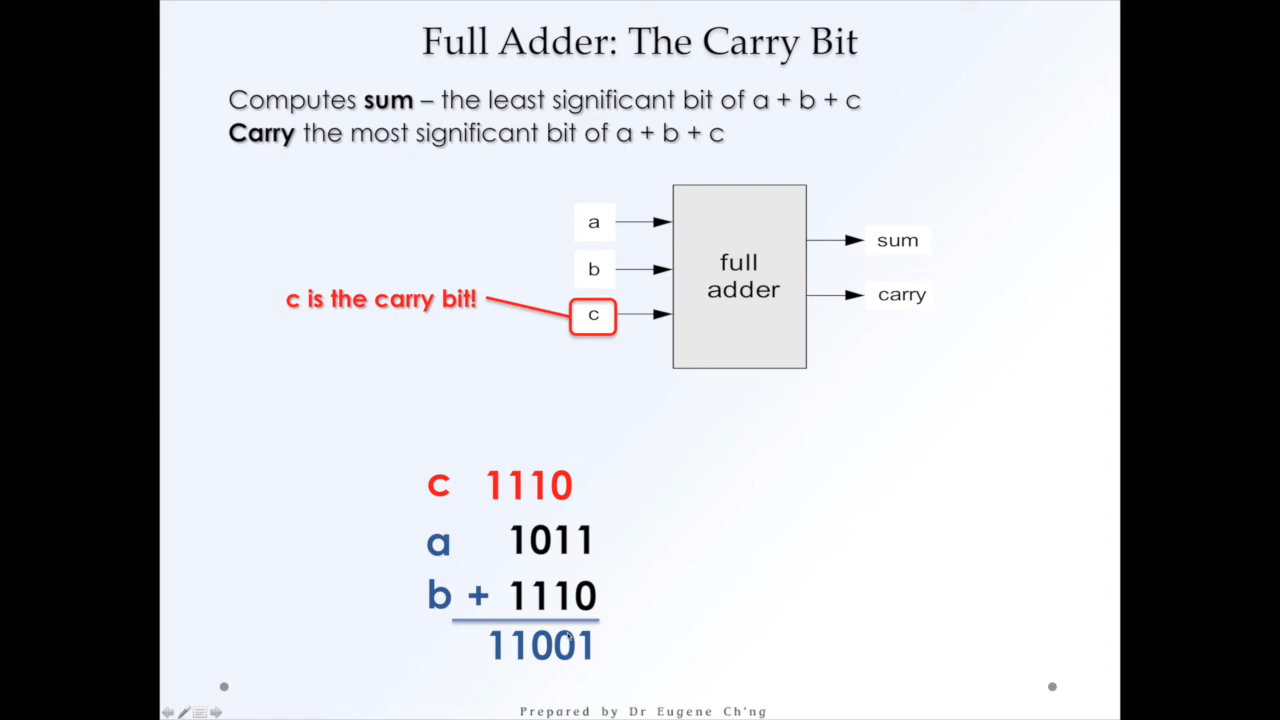 Full Adder: The Carry Bit
Computes sum – the least significant bit of a + b + c
Carry the most significant bit of a + b + c
a
b
c is the carry bit!
c
full
adder
sum
carry
c 1110
a 1011
b + 1110
11001
Prepared by Dr Eugene Ch'ng